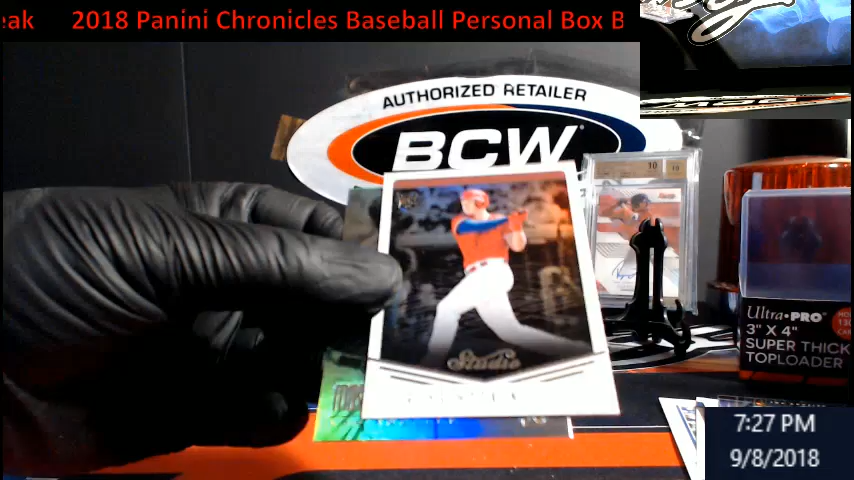 eak 2018 Panini Chronicles Baseball Personal Box B
AUTHORIZED RETAILER
BCW
10
Studio
Ultra•PRO
3" X 4"
SUPER THICK
TOPLOADER
7:27 PM
9/8/2018